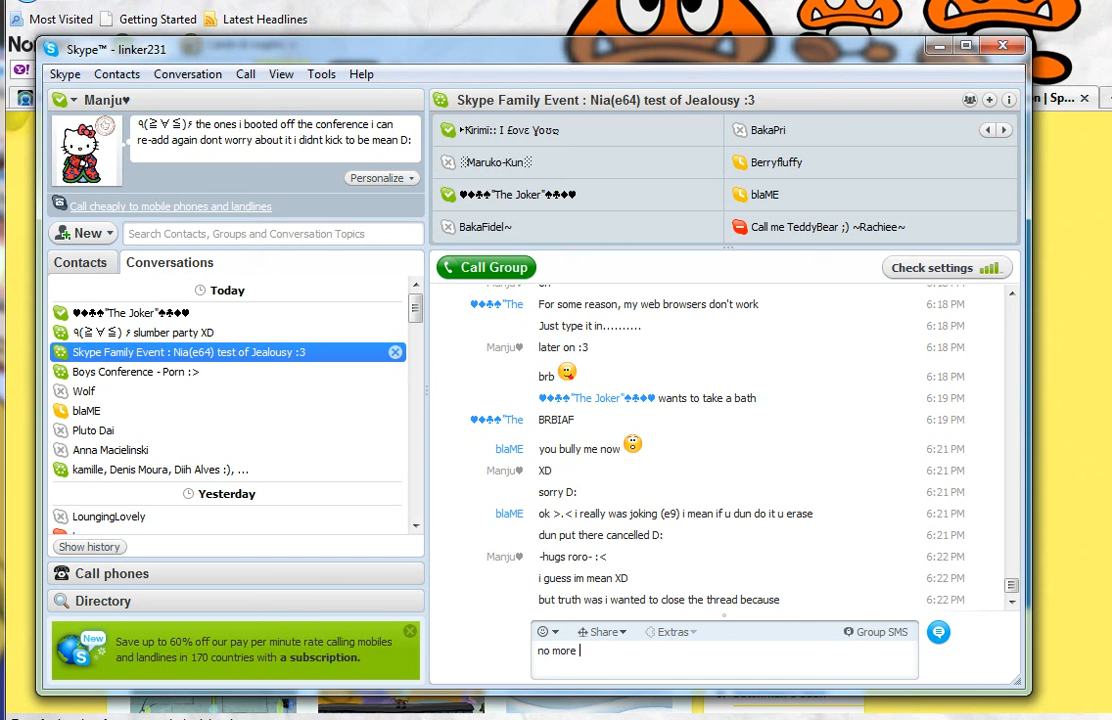 Most Visited Getting Started Latest Headlines
No
Skype™ - linker231
Skype Contacts Conversation Call View Tools Help
Manju♥
٩(≧∀≦)۶ the ones i booted off the conference i can
re-add again dont worry about it i didnt kick to be mean D:
Personalize
Call cheaply to mobile phones and landlines
New Search Contacts, Groups and Conversation Topics
Contacts Conversations
Today
♥♦♣♠"The Joker"♠♣♦♥
٩(≧∀≦)۶ slumber party XD
Skype Family Event : Nia(e64) test of Jealousy :3
Boys Conference - Porn :>
Wolf
blaME
Pluto Dai
Anna Macielinski
kamille, Denis Moura, Diih Alves :), ...
Yesterday
LoungingLovely
Show history
Call phones
Directory
New
Save up to 60% off our pay per minute rate calling mobiles
and landlines in 170 countries with a subscription.
Skype Family Event : Nia(e64) test of Jealousy :3
‣Kirimi:: I £ovε Yoυღ BakaPri
░Maruko-Kun░ Berryfluffy
♥♦♣♠"The Joker"♠♣♦♥ blaME
BakaFidel~ Call me TeddyBear ;) ~Rachiee~
Call Group Check settings
♥♦♣♠"The For some reason, my web browsers don't work 6:18 PM
Just type it in.......... 6:18 PM
Manju♥ later on :3 6:18 PM
brb 6:18 PM
♥♦♣♠"The Joker"♠♣♦♥ wants to take a bath 6:19 PM
♥♦♣♠"The BRBIAF 6:19 PM
blaME you bully me now 6:21 PM
Manju♥ XD 6:21 PM
sorry D: 6:21 PM
blaME ok >.< i really was joking (e9) i mean if u dun do it u erase 6:21 PM
dun put there cancelled D: 6:21 PM
Manju♥ -hugs roro- :< 6:22 PM
i guess im mean XD 6:22 PM
but truth was i wanted to close the thread because 6:22 PM
Share Extras Group SMS
no more